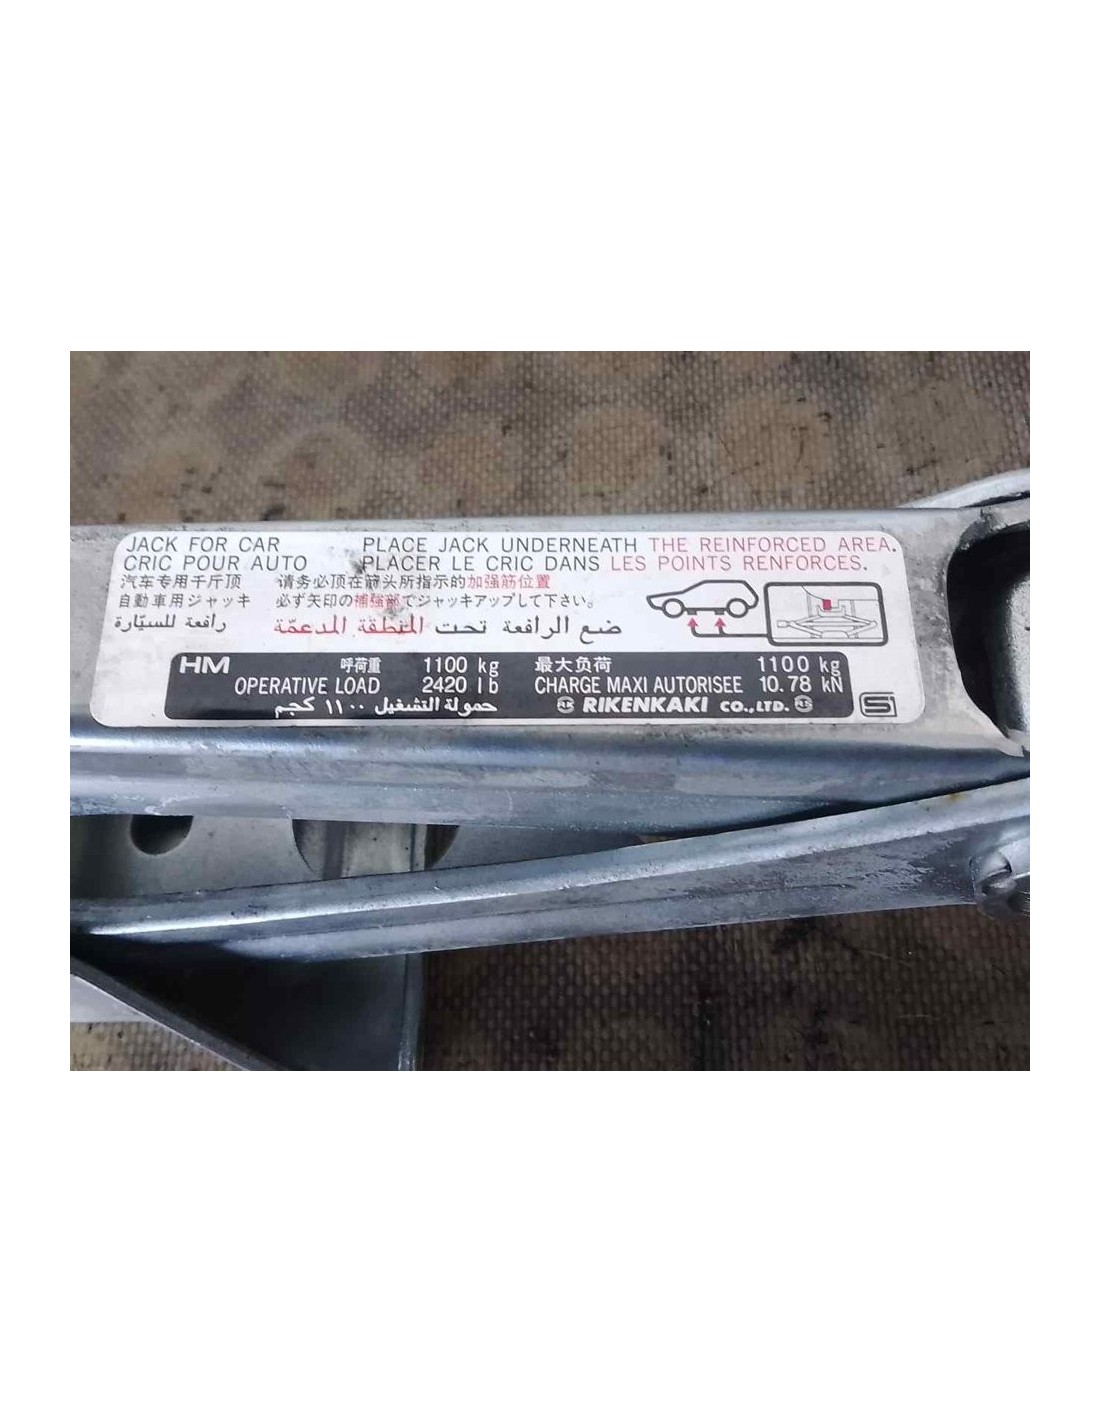 JACK FOR CAR PLACE JACK UNDERNEATH THE REINFORCED AREA.
CRIC POUR AUTO PLACER LE CRIC DANS LES POINTS RENFORCES.
汽车专用千斤顶 请务必顶在箭头所指示的加强筋位置
自動車用ジャッキ 必ず矢印の補強部でジャッキアップして下さい。
رافعة للسيّارة ضع الرافعة تحت المنطقة المدعمّة
HM 呼荷重 1100 kg 最大负荷 1100 kg
OPERATIVE LOAD 2420 lb CHARGE MAXI AUTORISEE 10.78 kN
حمولة التشغيل ١١٠٠ كجم RIKENKAKI CO.,LTD.